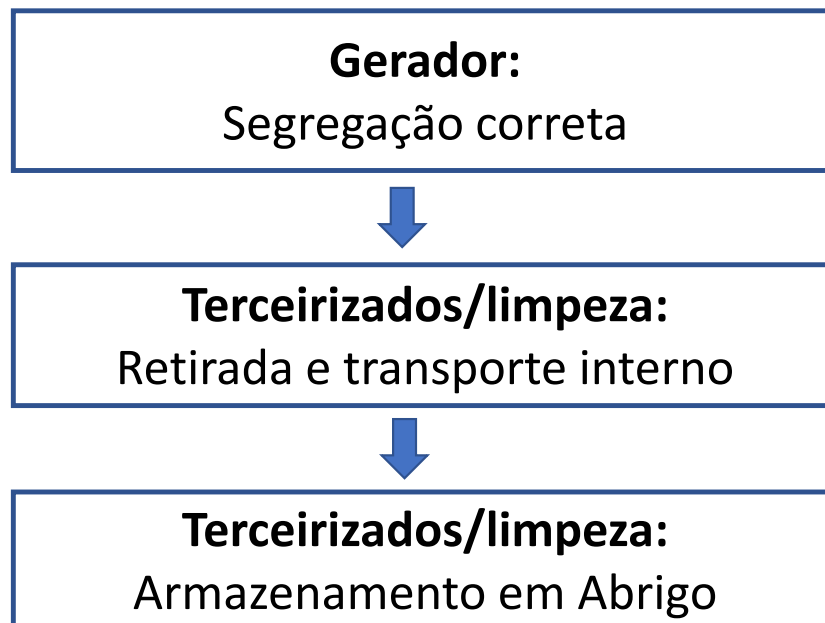 Gerador:
Segregação correta
Terceirizados/limpeza:
Retirada e transporte interno
Terceirizados/limpeza:
Armazenamento em Abrigo